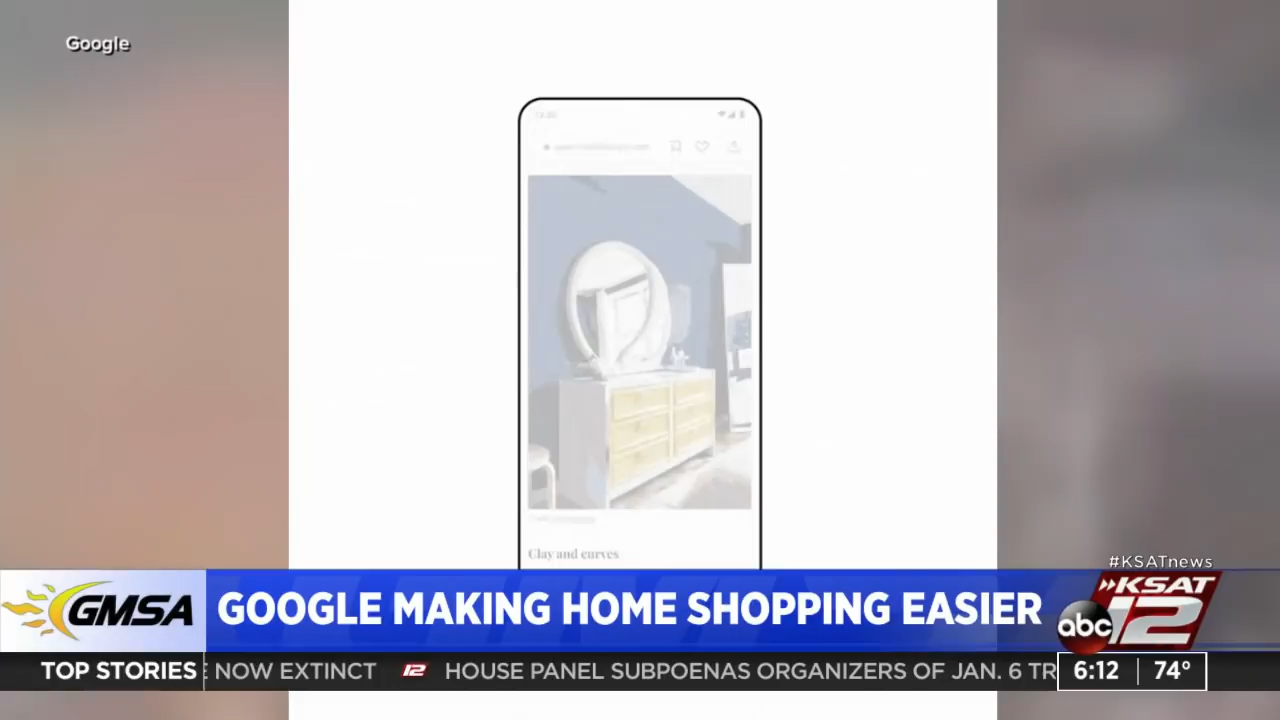 Google
Clay and curves
#KSATnews
GMSA
GOOGLE MAKING HOME SHOPPING EASIER
KSAT
abc
12
TOP STORIES
NOW EXTINCT 12 HOUSE PANEL SUBPOENAS ORGANIZERS OF JAN. 6 TR
6:12
74°